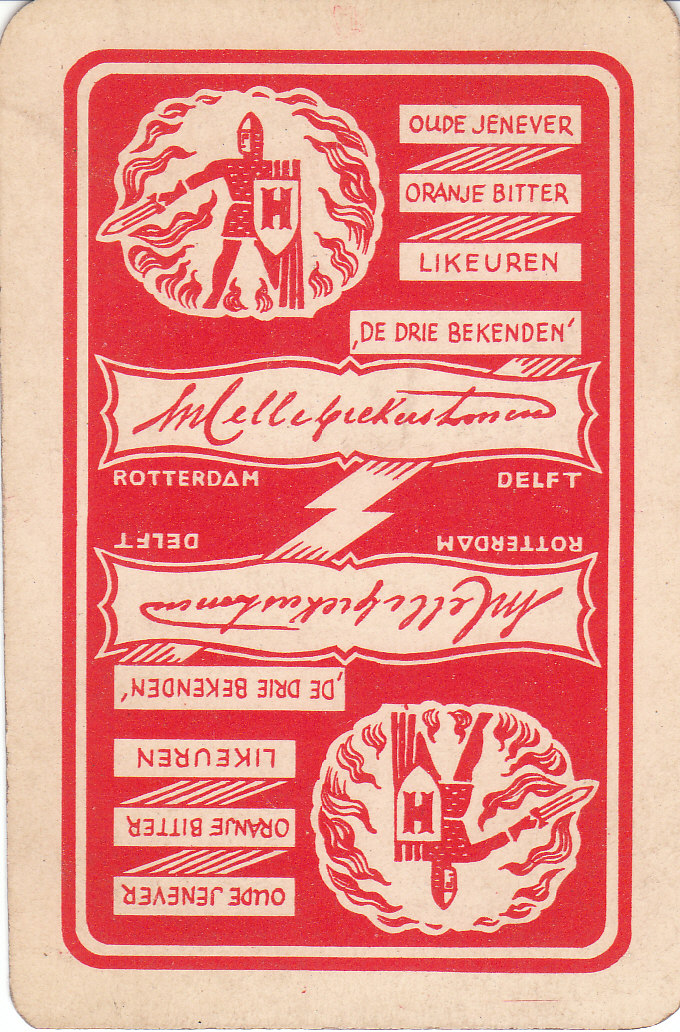 OUDE JENEVER
ORANJE BITTER
LIKEUREN
H
‚DE DRIE BEKENDEN’
ROTTERDAM DELFT
ROTTERDAM DELFT
‚DE DRIE BEKENDEN’
LIKEUREN
H
ORANJE BITTER
OUDE JENEVER